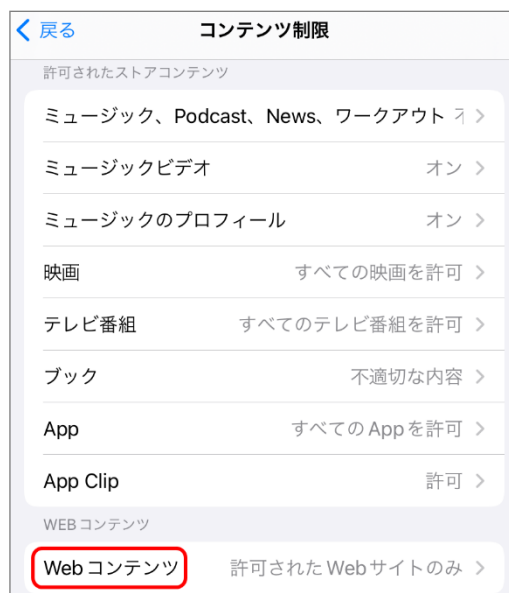 戻る コンテンツ制限
許可されたストアコンテンツ
ミュージック、Podcast、News、ワークアウト
ミュージックビデオ オン
ミュージックのプロフィール オン
映画 すべての映画を許可
テレビ番組 すべてのテレビ番組を許可
ブック 不適切な内容
App すべてのAppを許可
App Clip 許可
WEBコンテンツ
Webコンテンツ 許可されたWebサイトのみ